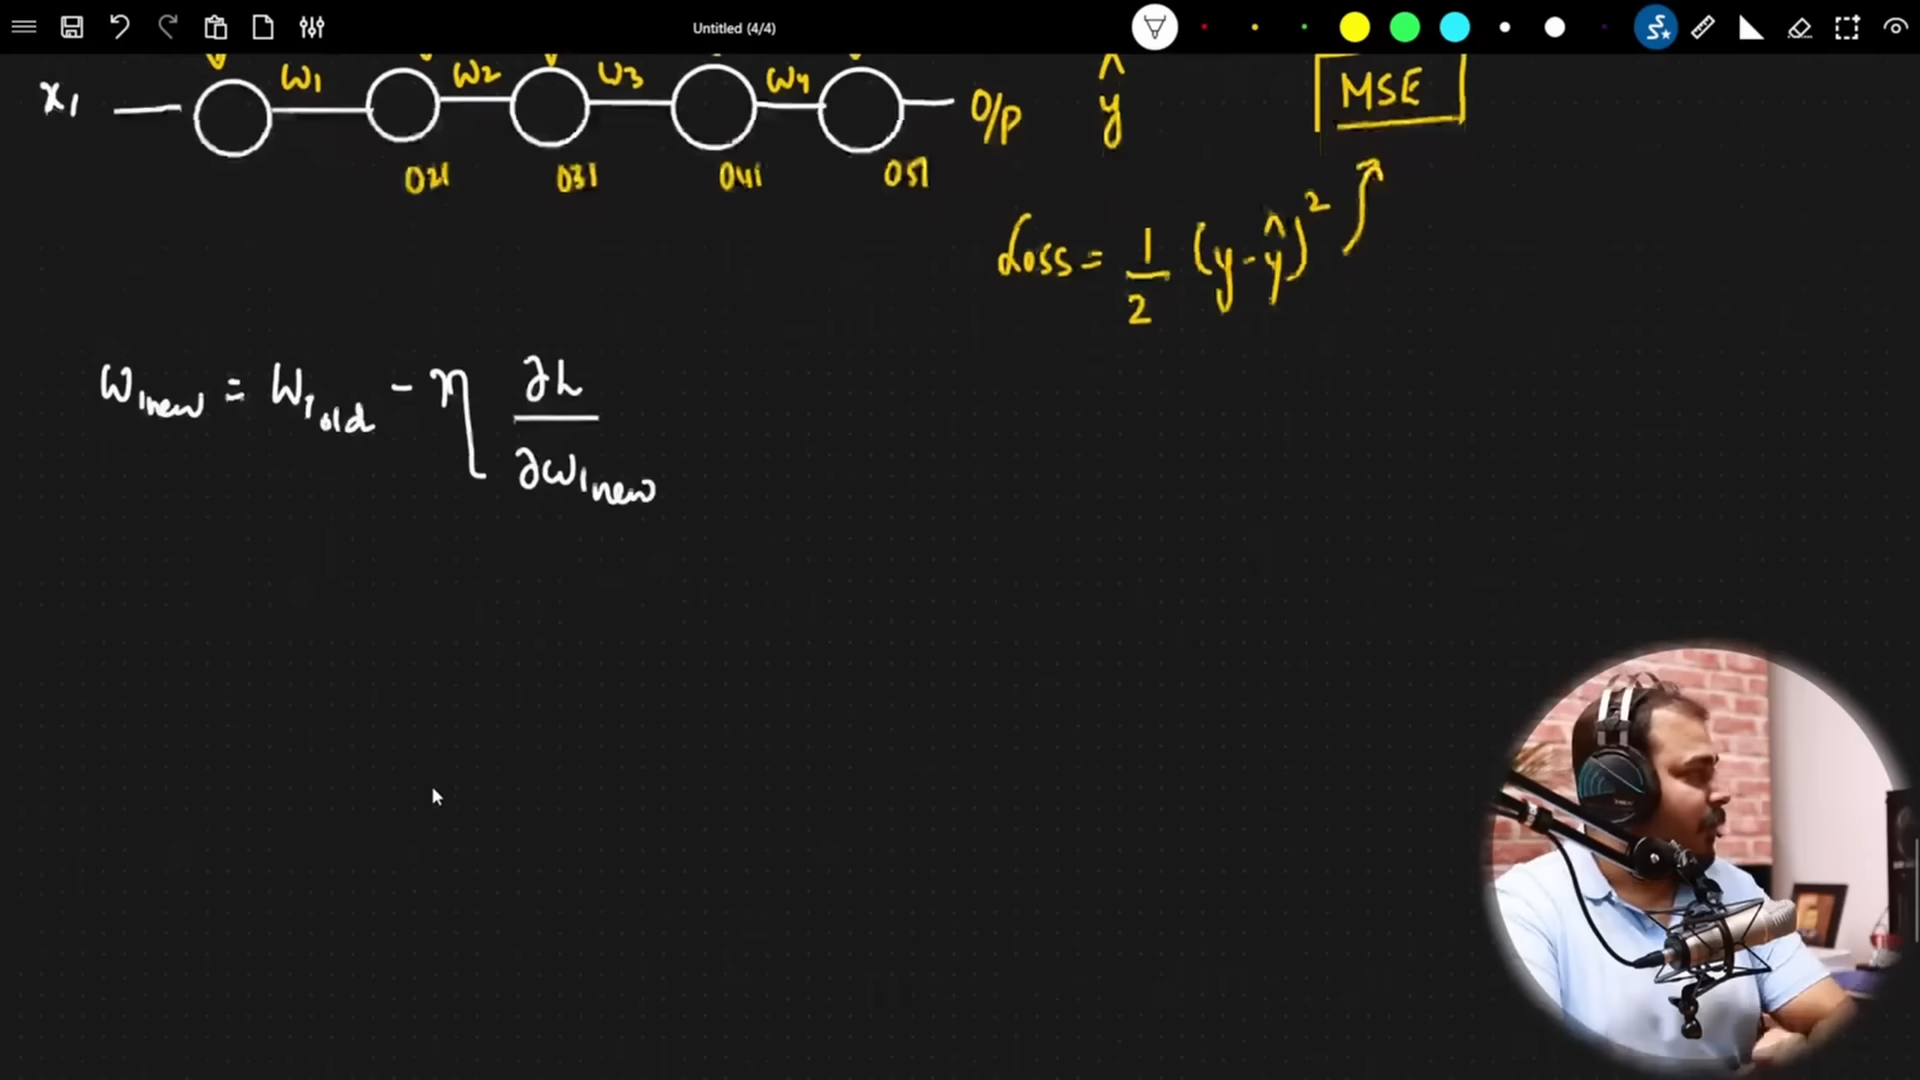 Untitled (4/4)
x₁ W1 W2 W3 W4 O/P ŷ MSE
O21 O31 O41 O51
Loss = 1/2 (y-ŷ)²
W1new = W1old - η ∂L/∂W1new